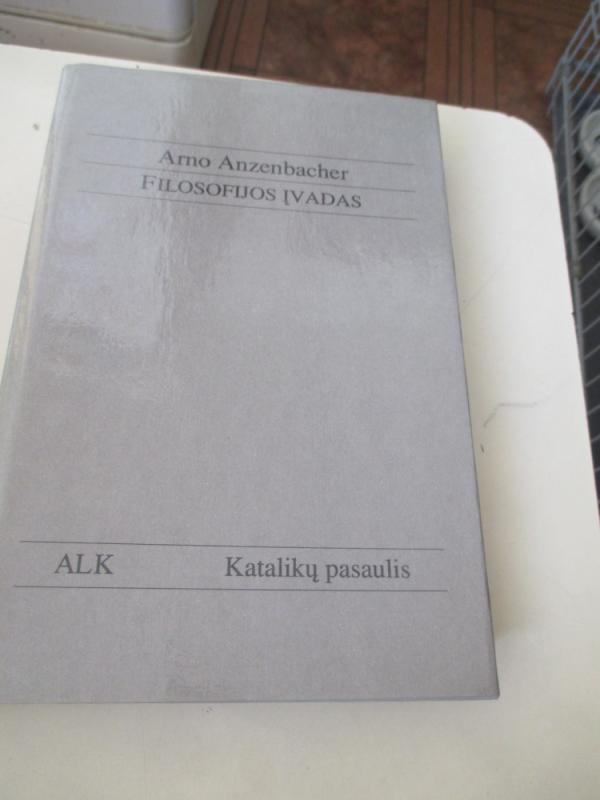 Arno Anzenbacher
FILOSOFIJOS ĮVADAS
ALK Katalikų pasaulis